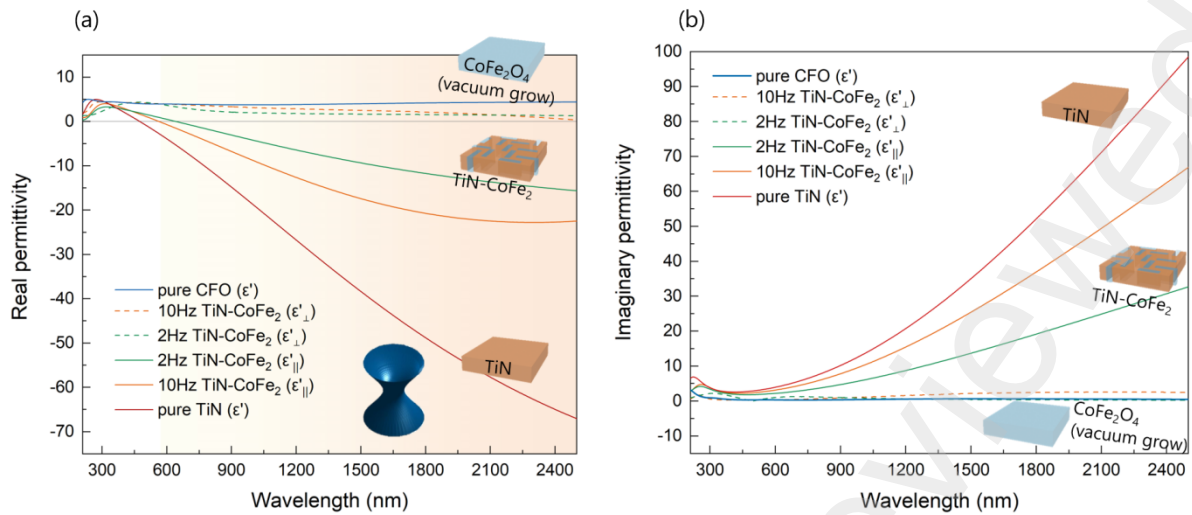 (a)
CoFe₂O₄
(vacuum grow)
TiN-CoFe₂
TiN
pure CFO (ε')
10Hz TiN-CoFe₂ (ε'⊥)
2Hz TiN-CoFe₂ (ε'⊥)
2Hz TiN-CoFe₂ (ε'||)
10Hz TiN-CoFe₂ (ε'||)
pure TiN (ε')
Real permittivity
10
0
-10
-20
-30
-40
-50
-60
-70
300 600 900 1200 1500 1800 2100 2400
Wavelength (nm)
(b)
pure CFO (ε')
10Hz TiN-CoFe₂ (ε'⊥)
2Hz TiN-CoFe₂ (ε'⊥)
2Hz TiN-CoFe₂ (ε'||)
10Hz TiN-CoFe₂ (ε'||)
pure TiN (ε')
TiN
TiN-CoFe₂
CoFe₂O₄
(vacuum grow)
Imaginary permittivity
100
90
80
70
60
50
40
30
20
10
0
-10
300 600 900 1200 1500 1800 2100 2400
Wavelength (nm)